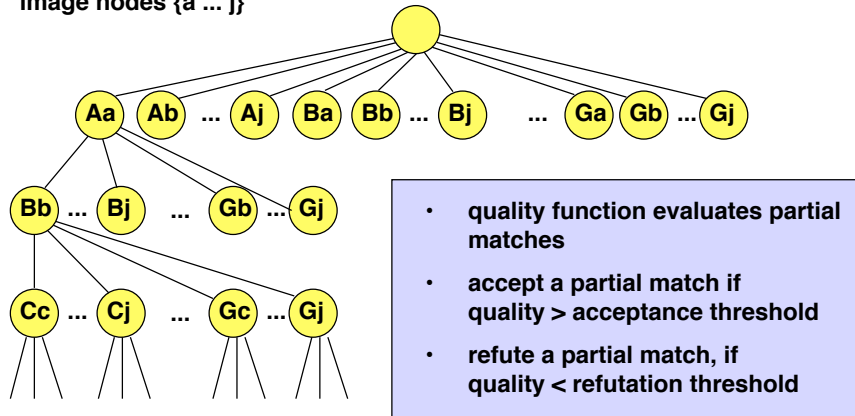 image nodes {a ... j}
Aa Ab ... Aj Ba Bb ... Bj ... Ga Gb ... Gj
Bb ... Bj ... Gb ... Gj
• quality function evaluates partial
matches
• accept a partial match if
quality > acceptance threshold
• refute a partial match, if
quality < refutation threshold
Cc ... Cj ... Gc ... Gj